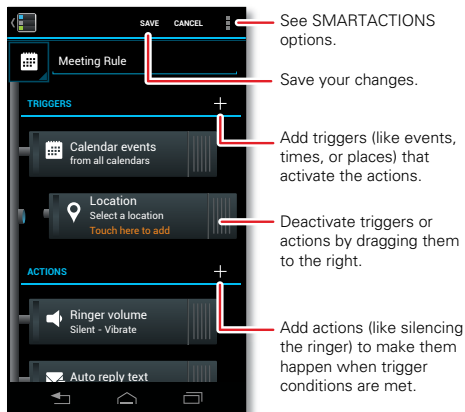 SAVE CANCEL
Meeting Rule
TRIGGERS
Calendar events
from all calendars
Location
Select a location
Touch here to add
ACTIONS
Ringer volume
Silent - Vibrate
Auto reply text
See SMARTACTIONS
options.
Save your changes.
Add triggers (like events,
times, or places) that
activate the actions.
Deactivate triggers or
actions by dragging them
to the right.
Add actions (like silencing
the ringer) to make them
happen when trigger
conditions are met.